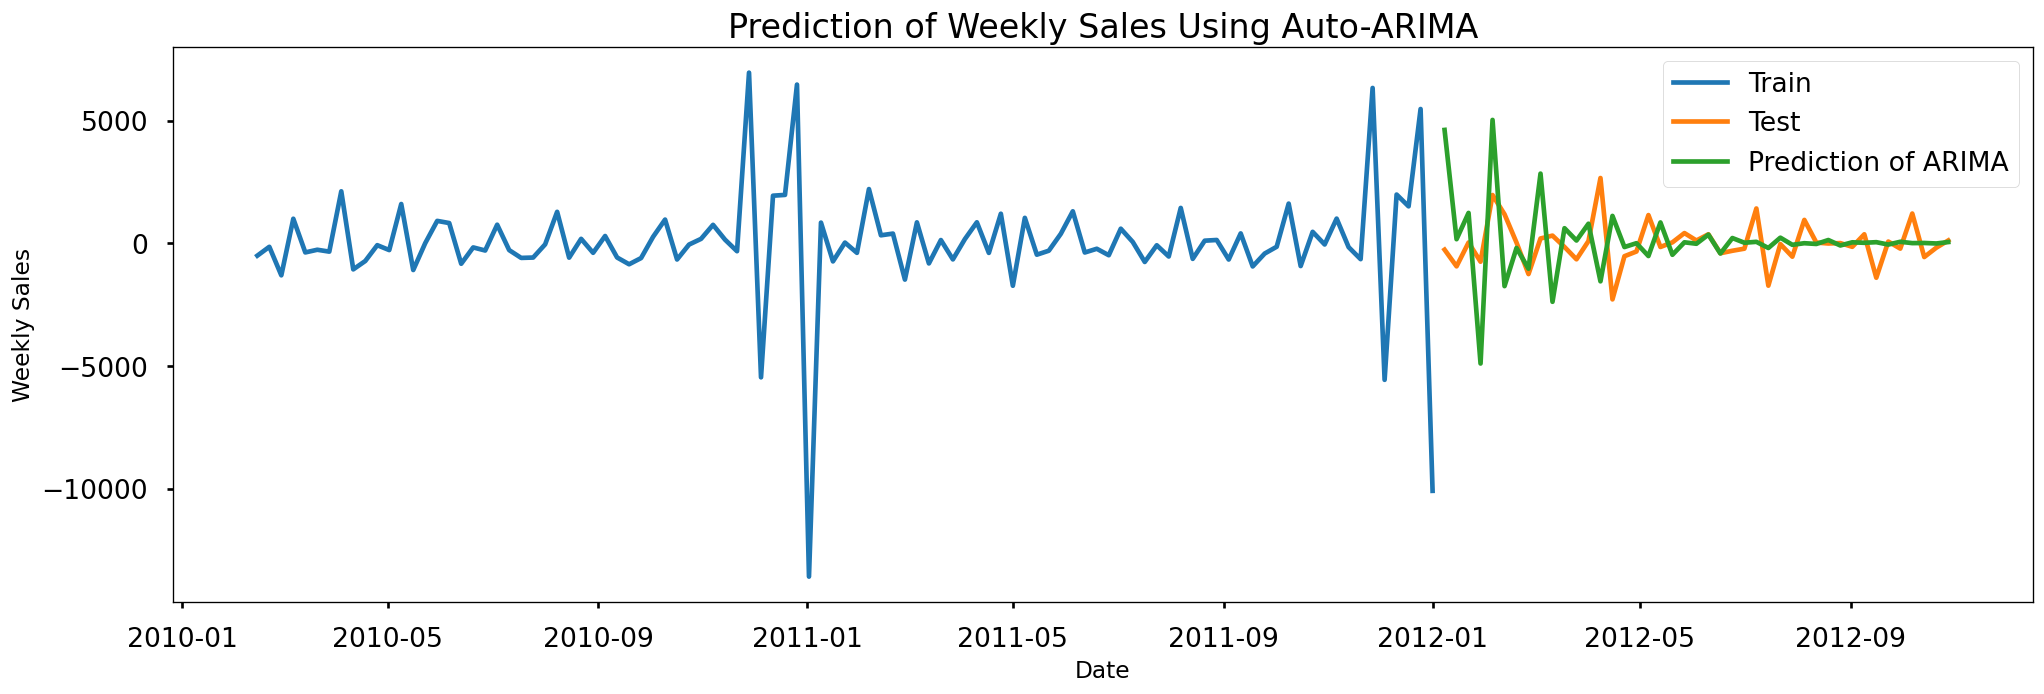 Prediction of Weekly Sales Using Auto-ARIMA
Train
Test
Prediction of ARIMA
5000
0
−5000
−10000
Weekly Sales
2010-01
2010-05
2010-09
2011-01
2011-05
2011-09
2012-01
2012-05
2012-09
Date